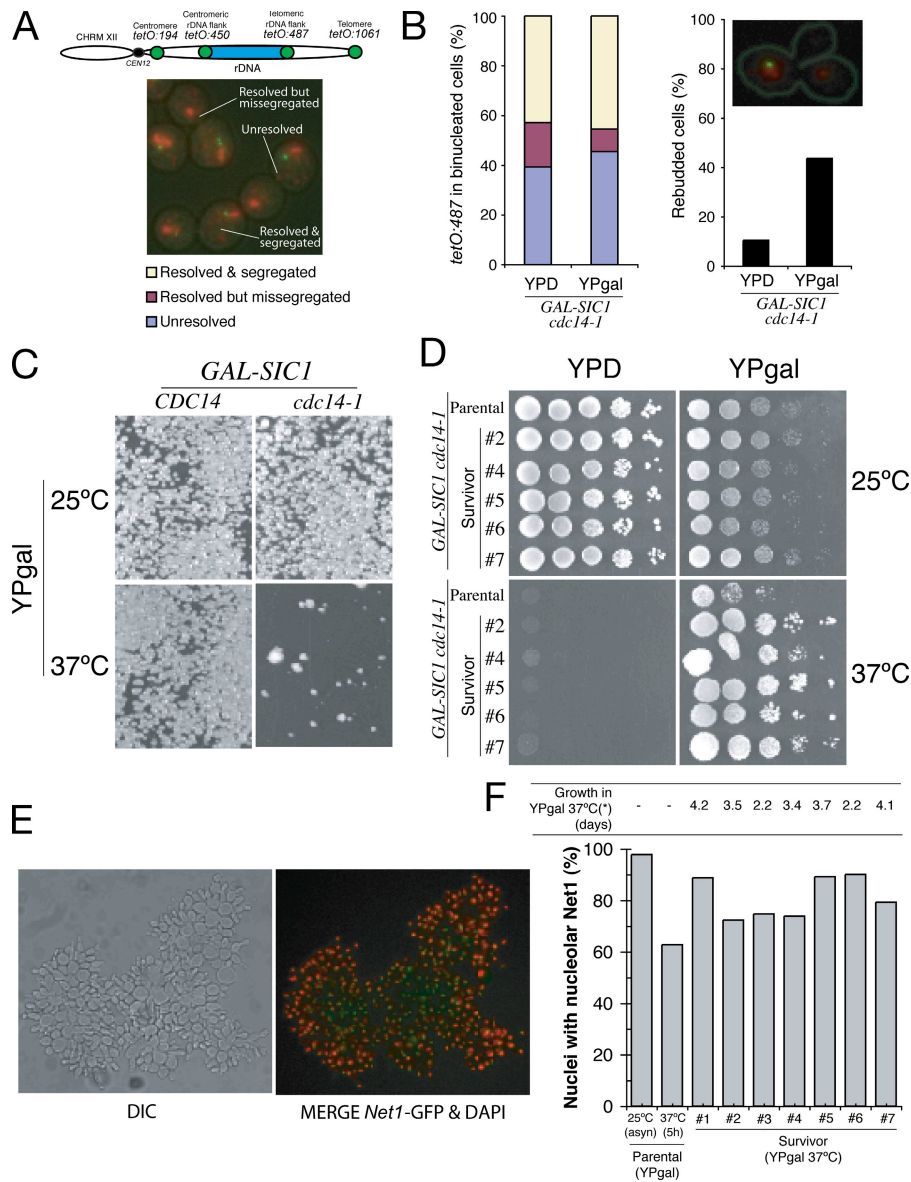 A
CHRM XII
CEN12
Centromere
tetO:194
Centromeric
rDNA flank
tetO:450
Telomeric
rDNA flank
tetO:487
Telomere
tetO:1061
rDNA
Resolved but
missegregated
Unresolved
Resolved &
segregated
Resolved & segregated
Resolved but missegregated
Unresolved
B
tetO:487 in binucleated cells (%)
100
80
60
40
20
0
YPD YPgal
GAL-SIC1
cdc14-1
Rebudded cells (%)
100
80
60
40
20
0
YPD YPgal
GAL-SIC1
cdc14-1
C
GAL-SIC1
CDC14 cdc14-1
YPgal
25ºC
37ºC
D
YPD YPgal
GAL-SIC1 cdc14-1
Parental
Survivor
#2
#4
#5
#6
#7
25ºC
GAL-SIC1 cdc14-1
Parental
Survivor
#2
#4
#5
#6
#7
37ºC
E
DIC
MERGE Net1-GFP & DAPI
F
Growth in
YPgal 37ºC(*)
(days)
- - 4.2 3.5 2.2 3.4 3.7 2.2 4.1
Nuclei with nucleolar Net1 (%)
100
80
60
40
60
80
0
25ºC
(asyn)
37ºC
(5h)
#1 #2 #3 #4 #5 #6 #7
Parental
(YPgal)
Survivor
(YPgal 37ºC)